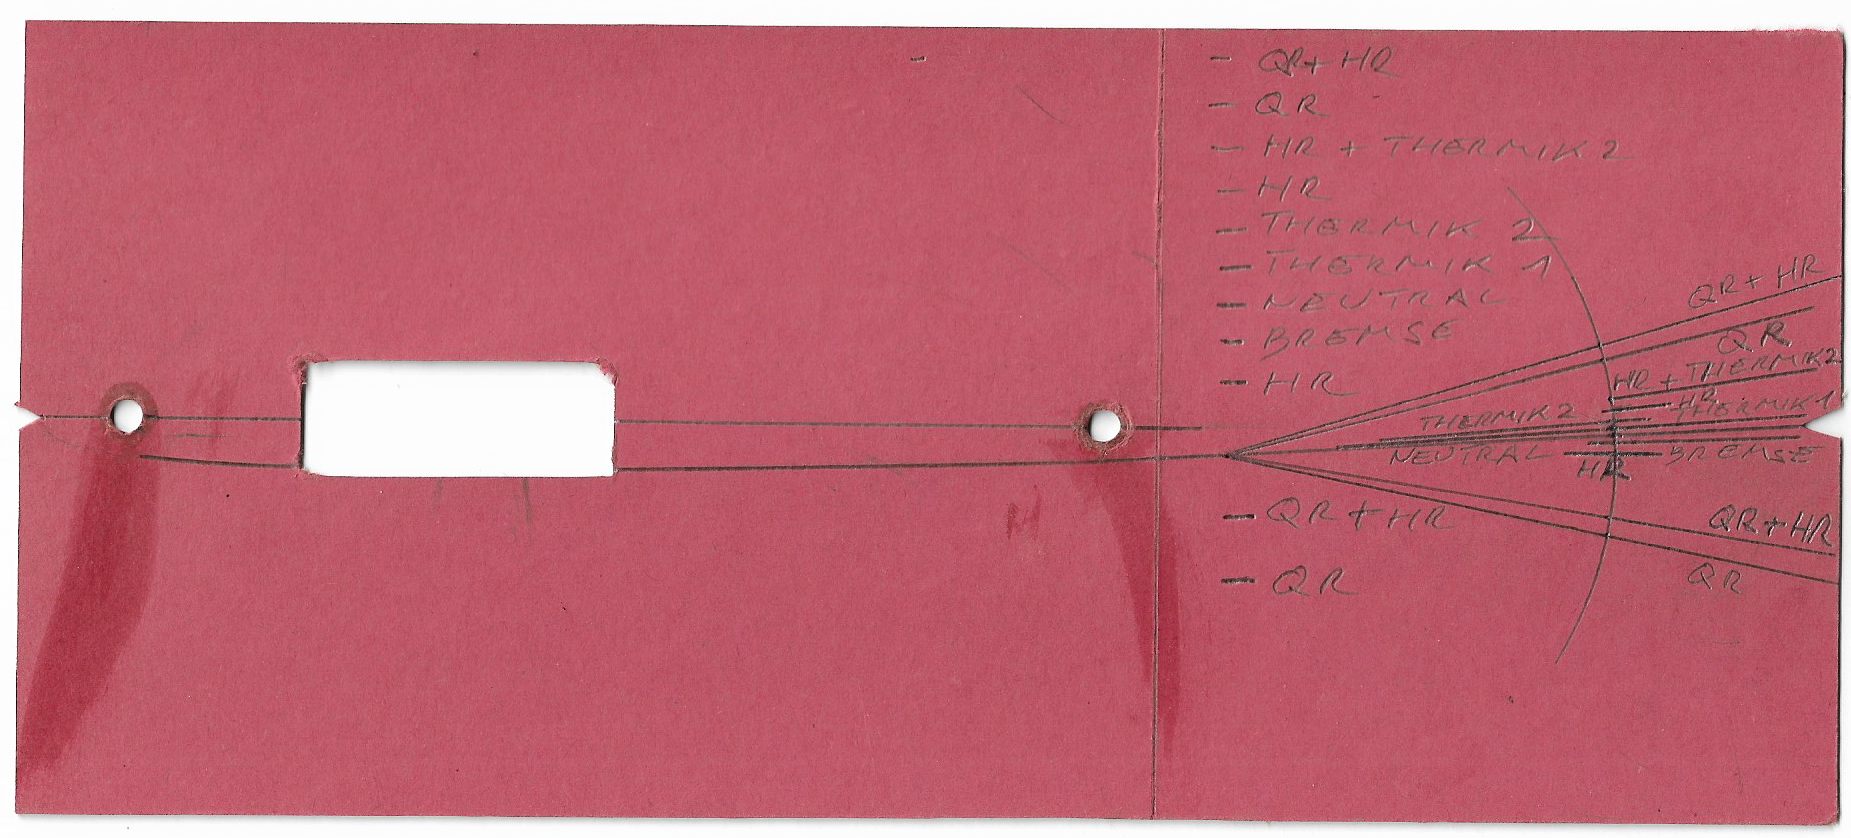 - QR + HR
- QR
- HR + THERMIK 2
- HR
- THERMIK 2
- THERMIK 1
- NEUTRAL
- BREMSE
- HR
- QR + HR
- QR
QR + HR
QR
HR + THERMIK 2
HR
THERMIK 1
THERMIK 2
NEUTRAL
BREMSE
HR
QR + HR
QR